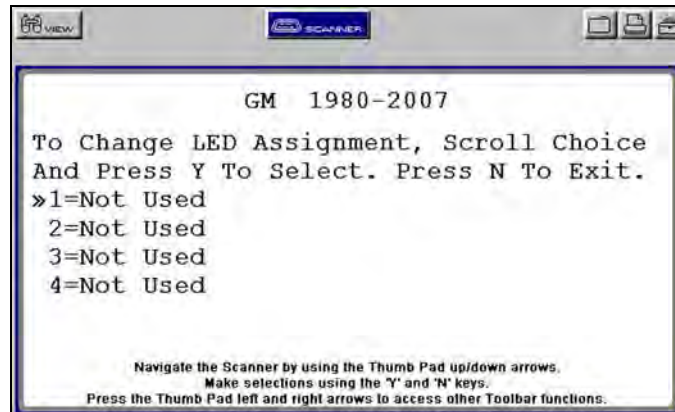 VIEW SCANNER
GM 1980-2007
To Change LED Assignment, Scroll Choice
And Press Y To Select. Press N To Exit.
»1=Not Used
2=Not Used
3=Not Used
4=Not Used
Navigate the Scanner by using the Thumb Pad up/down arrows.
Make selections using the 'Y' and 'N' keys.
Press the Thumb Pad left and right arrows to access other Toolbar functions.